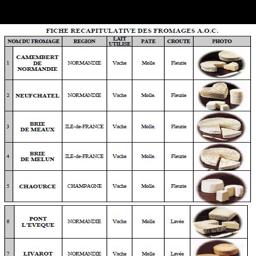 FICHE RECAPITULATIVE DES FROMAGES A.O.C.
NOM DU FROMAGE REGION LAIT UTILISE PATE CROUTE PHOTO
1 CAMEMBERT DE NORMANDIE NORMANDIE Vache Molle Fleurie
2 NEUFCHATEL NORMANDIE Vache Molle Fleurie
3 BRIE DE MEAUX ILE-de-FRANCE Vache Molle Fleurie
4 BRIE DE MELUN ILE-de-FRANCE Vache Molle Fleurie
5 CHAOURCE CHAMPAGNE Vache Molle Fleurie
6 PONT L'EVEQUE NORMANDIE Vache Molle Lavée
7 LIVAROT NORMANDIE Vache Molle Lavée